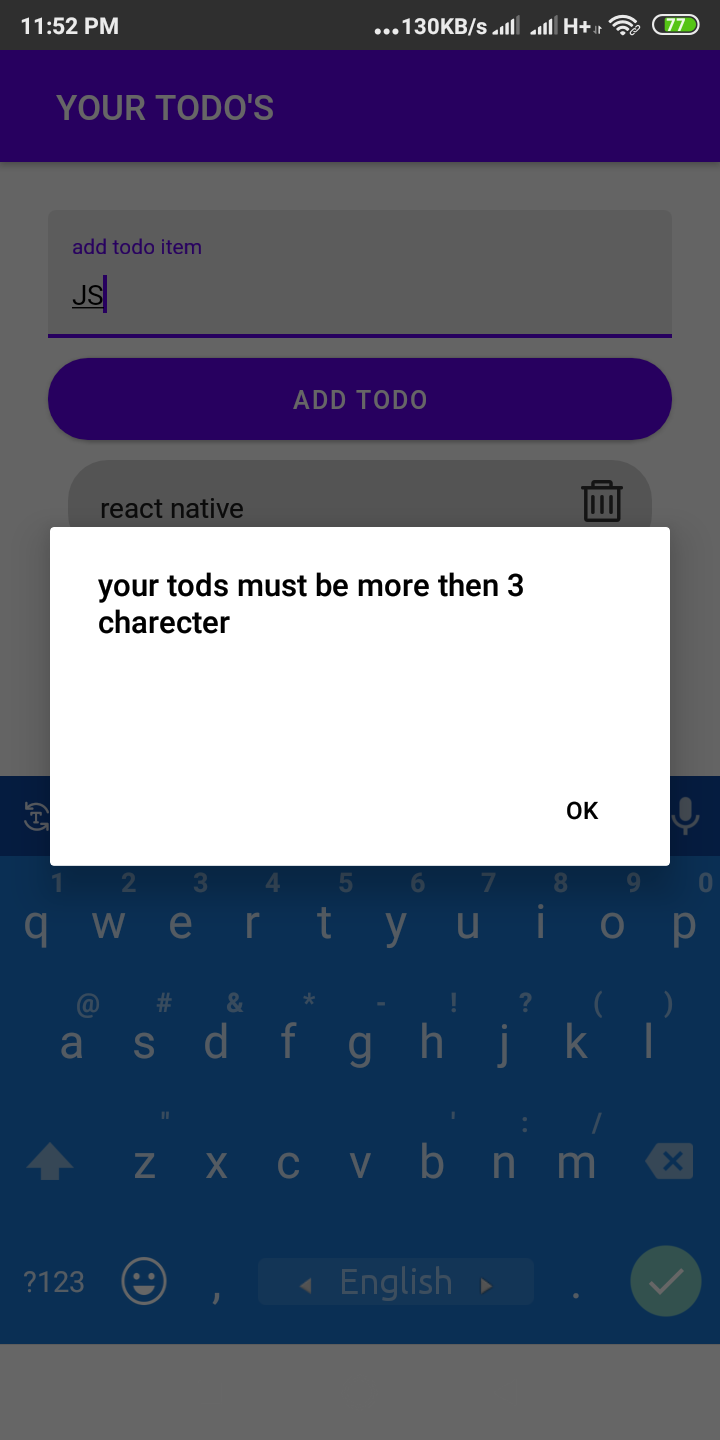 11:52 PM ...130KB/s H+ 77
YOUR TODO'S
add todo item
JS
ADD TODO
react native
your tods must be more then 3
charecter
OK
1 2 3 4 5 6 7 8 9 0
q w e r t y u i o p
@ # & * - ! ? ( )
a s d f g h j k l
" ' : /
z x c v b n m
?123 , English .